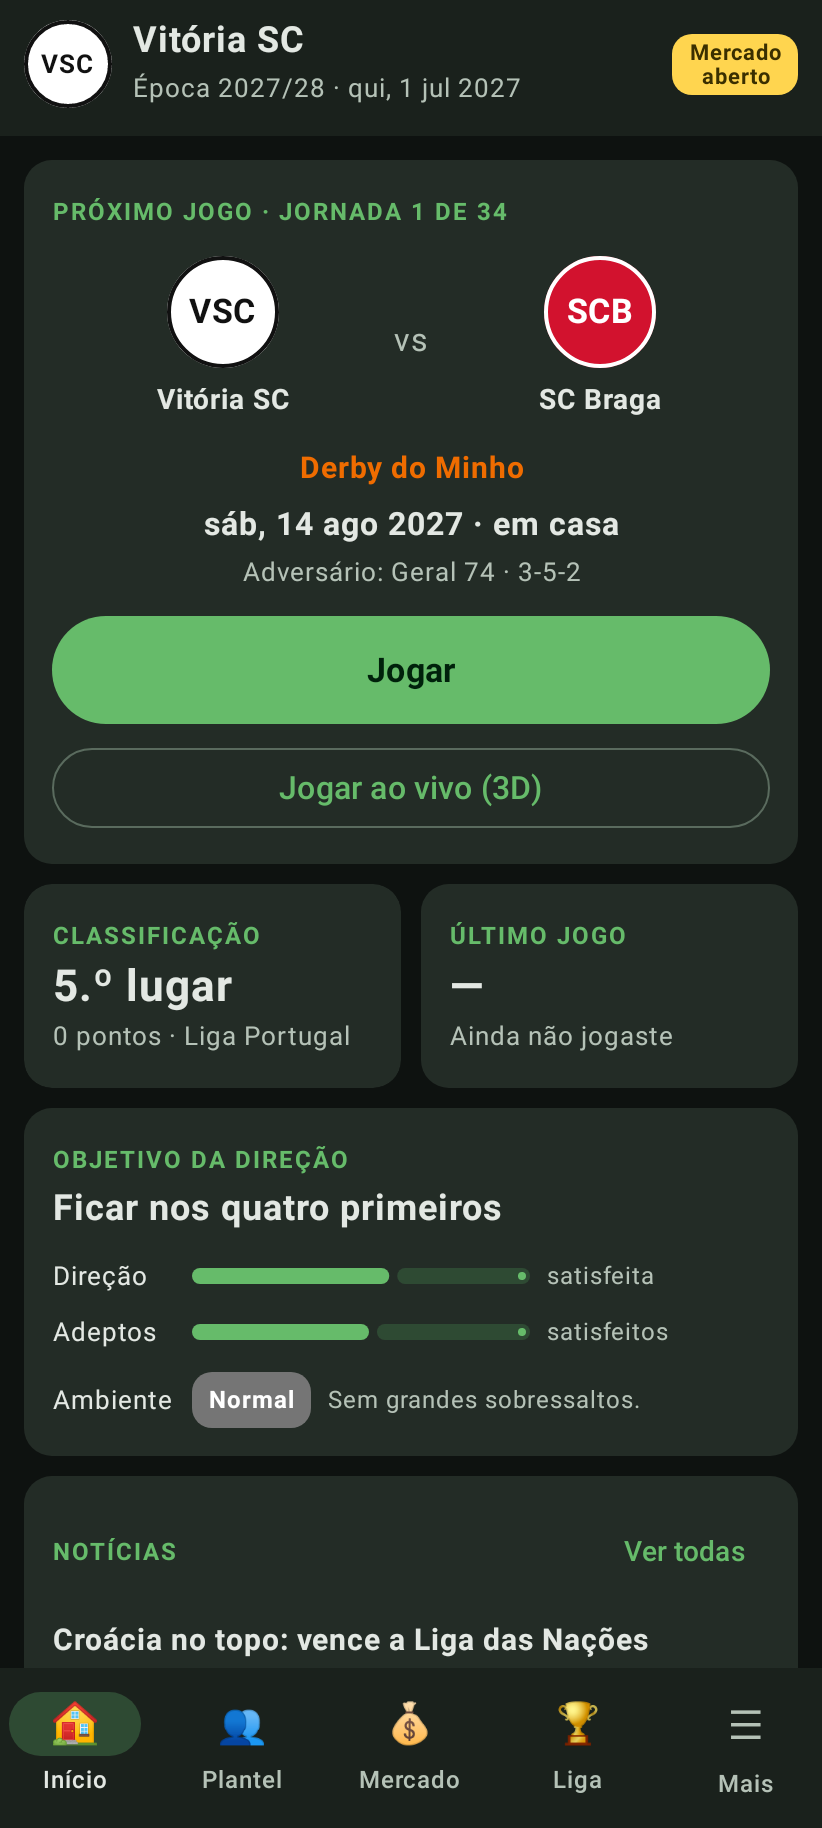 VSC
Vitória SC
Época 2027/28 · qui, 1 jul 2027
Mercado
aberto
PRÓXIMO JOGO · JORNADA 1 DE 34
VSC
vs
SCB
Vitória SC
SC Braga
Derby do Minho
sáb, 14 ago 2027 · em casa
Adversário: Geral 74 · 3-5-2
Jogar
Jogar ao vivo (3D)
CLASSIFICAÇÃO
5.º lugar
0 pontos · Liga Portugal
ÚLTIMO JOGO
—
Ainda não jogaste
OBJETIVO DA DIREÇÃO
Ficar nos quatro primeiros
Direção satisfeita
Adeptos satisfeitos
Ambiente Normal Sem grandes sobressaltos.
NOTÍCIAS Ver todas
Croácia no topo: vence a Liga das Nações
Início Plantel Mercado Liga Mais